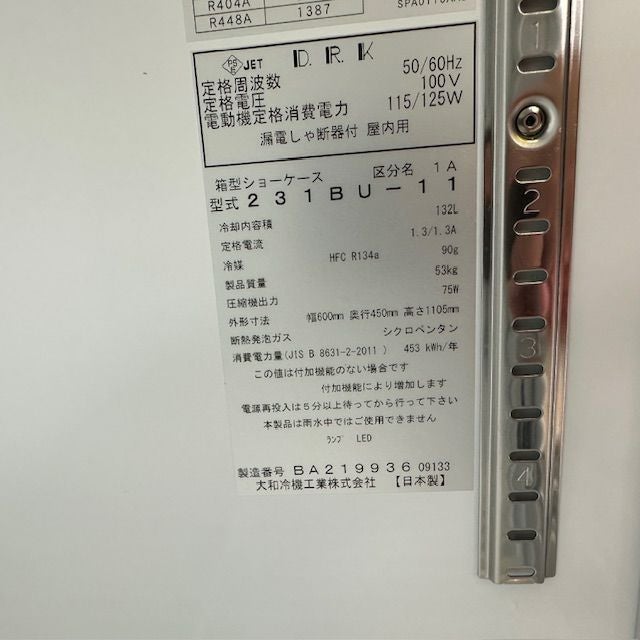 R404A
R448A 1387
PS E JET D.R.K
定格周波数 50/60Hz
定格電圧 100V
電動機定格消費電力 115/125W
漏電しゃ断器付 屋内用
箱型ショーケース 区分名 1A
型式 231BU-11
冷却内容積 132L
定格電流 1.3/1.3A
冷媒 HFC R134a 90g
製品質量 53kg
圧縮機出力 75W
外形寸法 幅600mm 奥行450mm 高さ1105mm
断熱発泡ガス シクロペンタン
消費電力量(JIS B 8631-2-2011 ) 453 kWh/年
この値は付加機能のない場合です
付加機能により増加します
電源再投入は5分以上待ってから行って下さい
本製品は雨水中ではご使用できません
ランプ LED
製造番号 BA219936 09133
大和冷機工業株式会社 【日本製】
1
2
3
4